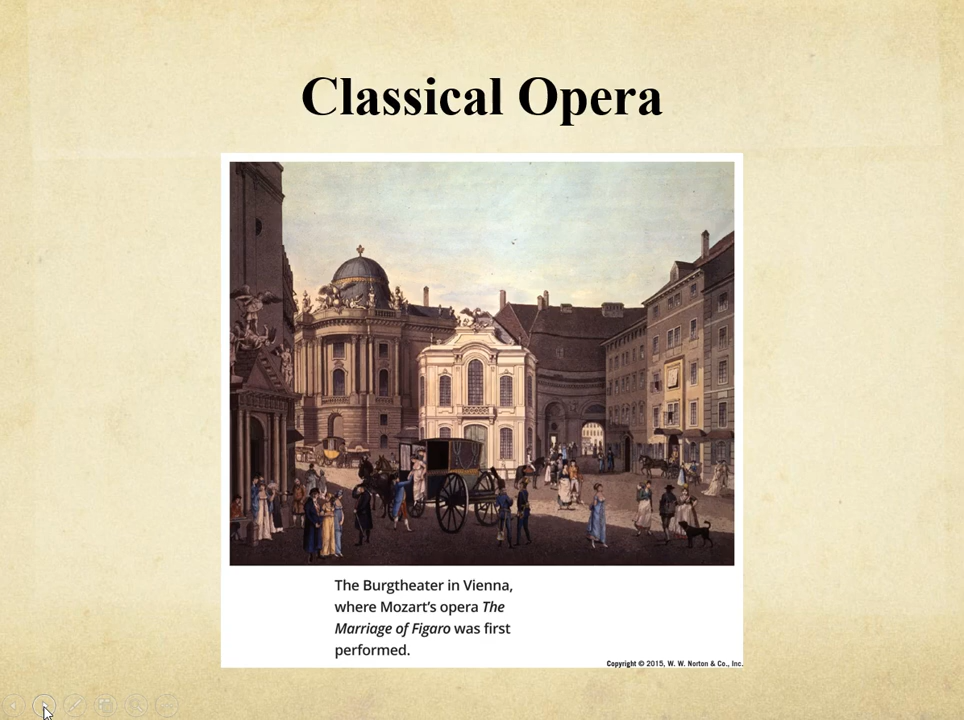 Classical Opera
The Burgtheater in Vienna,
where Mozart's opera The
Marriage of Figaro was first
performed.
Copyright © 2015, W. W. Norton & Co., Inc.